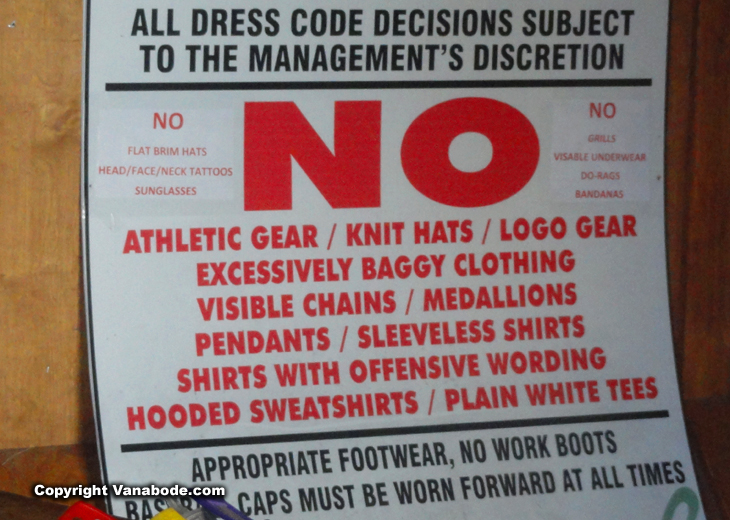 ALL DRESS CODE DECISIONS SUBJECT
TO THE MANAGEMENT'S DISCRETION
NO
FLAT BRIM HATS
HEAD/FACE/NECK TATTOOS
SUNGLASSES
NO
NO
GRILLS
VISABLE UNDERWEAR
DO-RAGS
BANDANAS
ATHLETIC GEAR / KNIT HATS / LOGO GEAR
EXCESSIVELY BAGGY CLOTHING
VISIBLE CHAINS / MEDALLIONS
PENDANTS / SLEEVELESS SHIRTS
SHIRTS WITH OFFENSIVE WORDING
HOODED SWEATSHIRTS / PLAIN WHITE TEES
APPROPRIATE FOOTWEAR, NO WORK BOOTS
CAPS MUST BE WORN FORWARD AT ALL TIMES
Copyright Vanabode.com